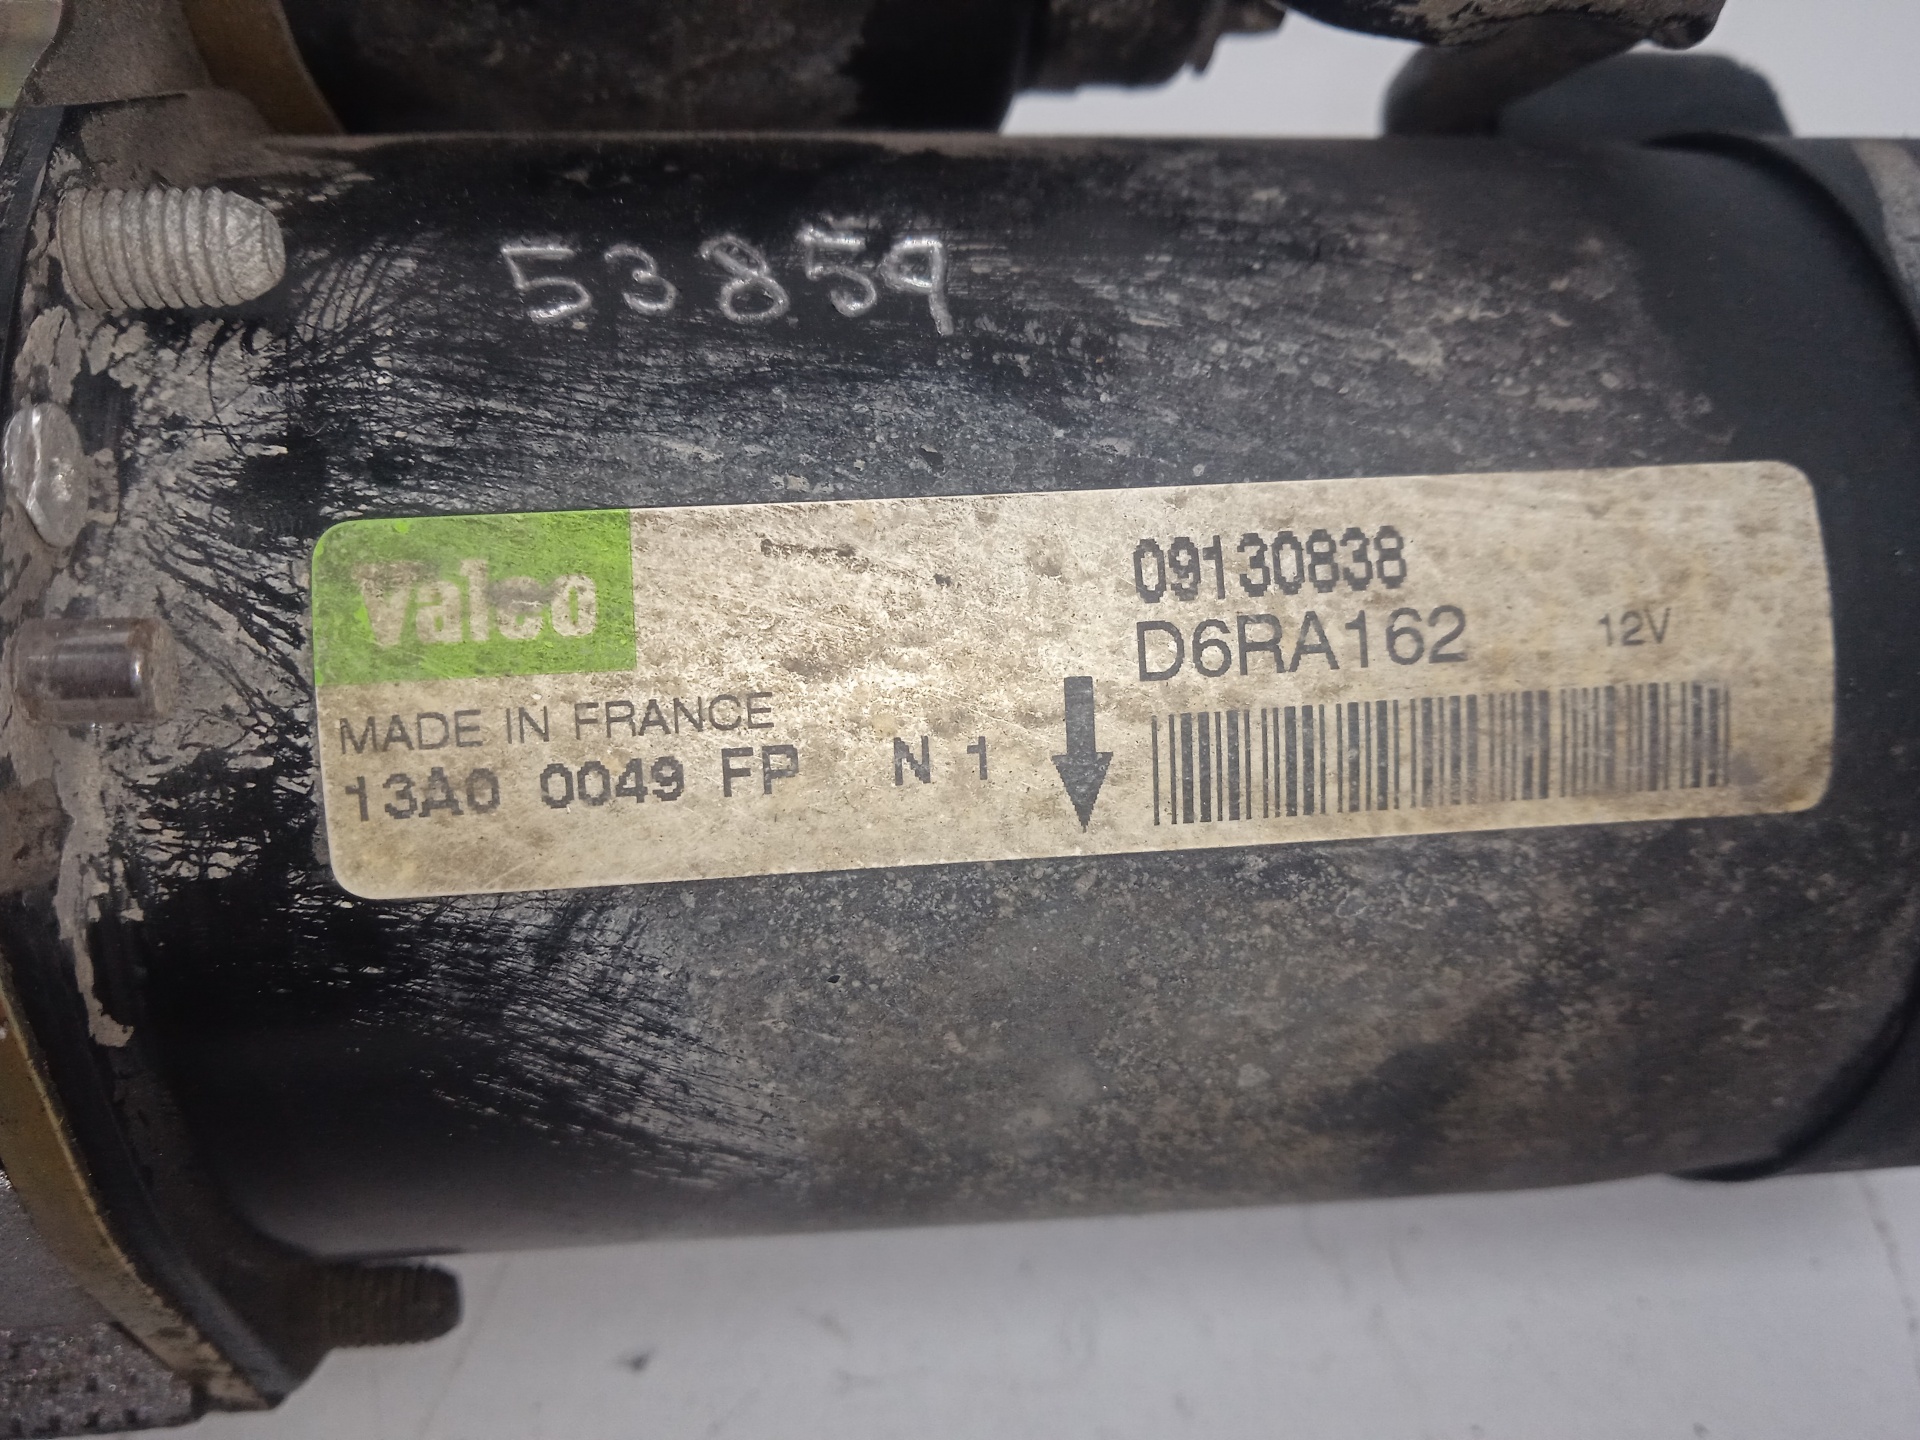 53859
Valeo
09130838
D6RA162 12V
MADE IN FRANCE
13A0 0049 FP N 1